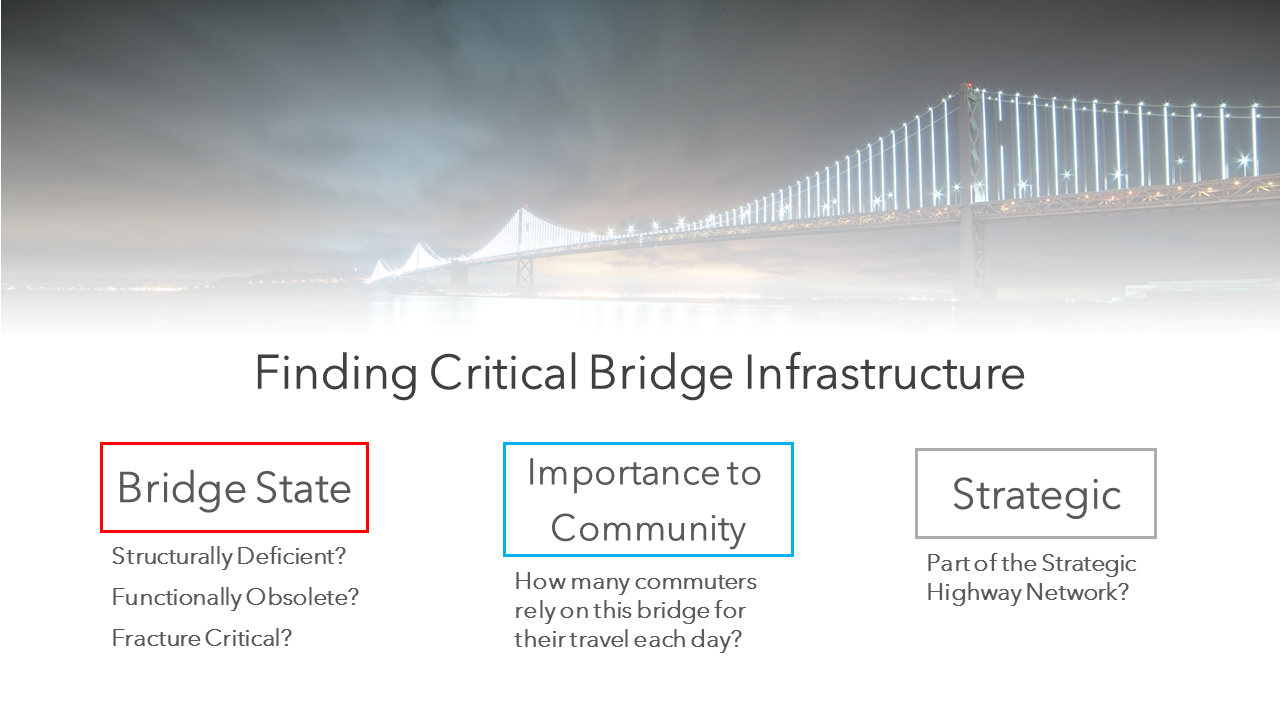 Finding Critical Bridge Infrastructure
Bridge State
Structurally Deficient?
Functionally Obsolete?
Fracture Critical?
Importance to
Community
How many commuters
rely on this bridge for
their travel each day?
Strategic
Part of the Strategic
Highway Network?